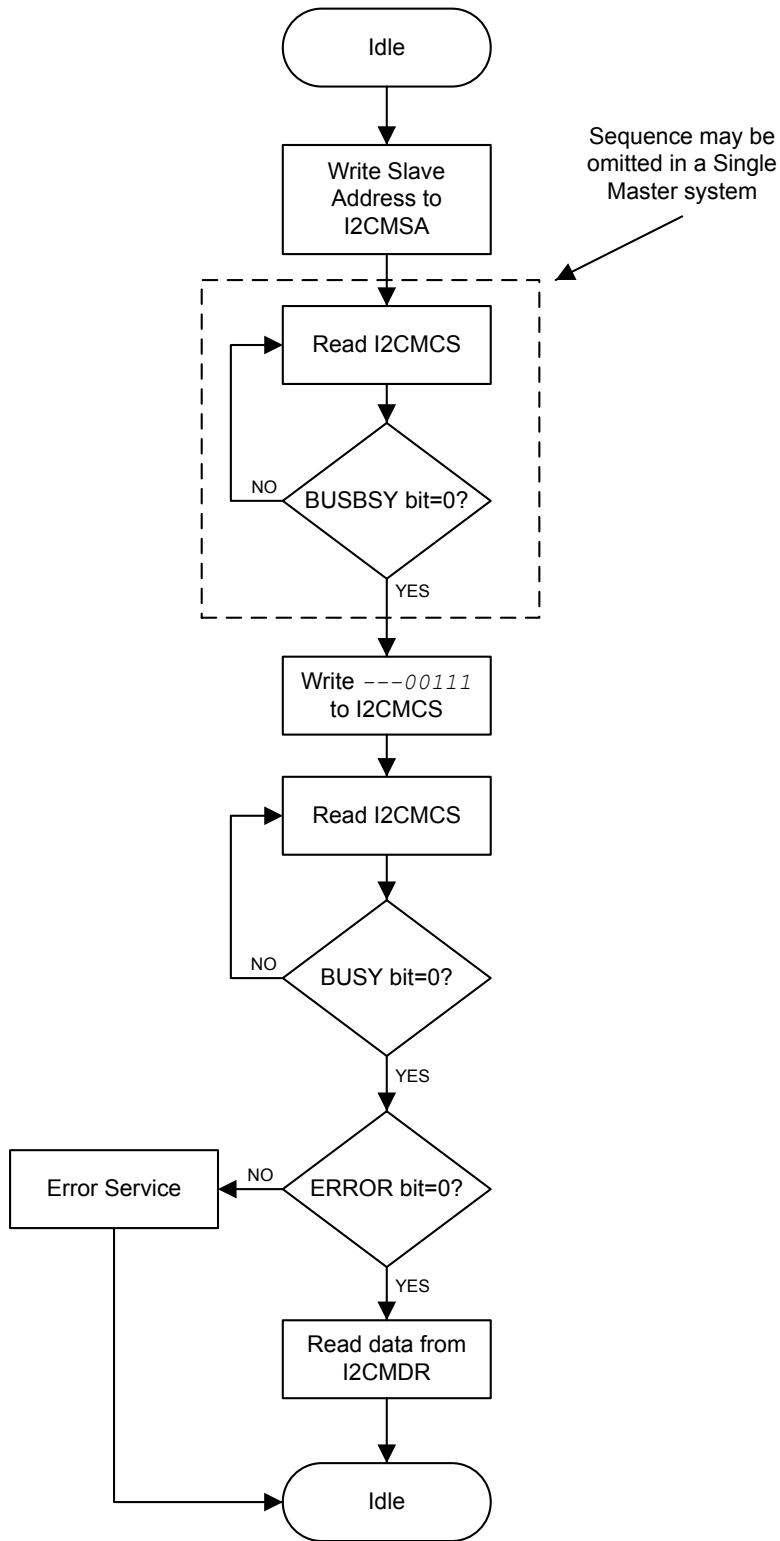 Idle
Sequence may be
omitted in a Single
Master system
Write Slave
Address to
I2CMSA
Read I2CMCS
NO
BUSBSY bit=0?
YES
Write ---00111
to I2CMCS
Read I2CMCS
NO
BUSY bit=0?
YES
Error Service
NO
ERROR bit=0?
YES
Read data from
I2CMDR
Idle